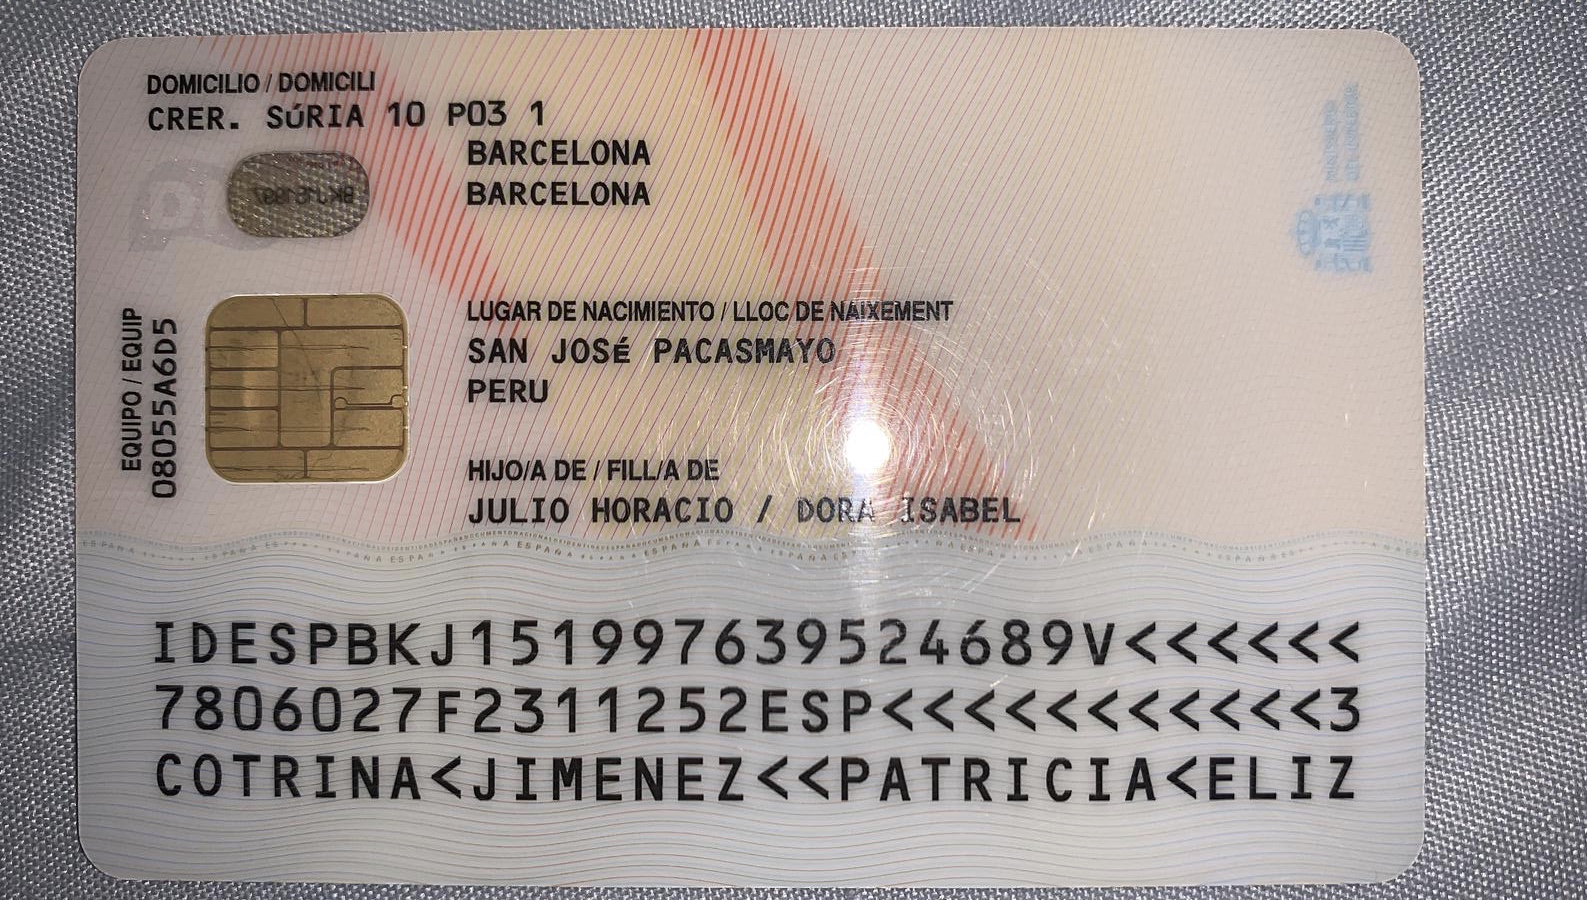 DOMICILIO / DOMICILI
CRER. SúRIA 10 P03 1
BARCELONA
BARCELONA
EQUIPO / EQUIP
08055A6D5
LUGAR DE NACIMIENTO / LLOC DE NAIXEMENT
SAN JOSé PACASMAYO
PERU
HIJO/A DE / FILL/A DE
JULIO HORACIO / DORA ISABEL
IDESPBKJ151997639524689V<<<<<<
7806027F2311252ESP<<<<<<<<<<<3
COTRINA<JIMENEZ<<PATRICIA<ELIZ